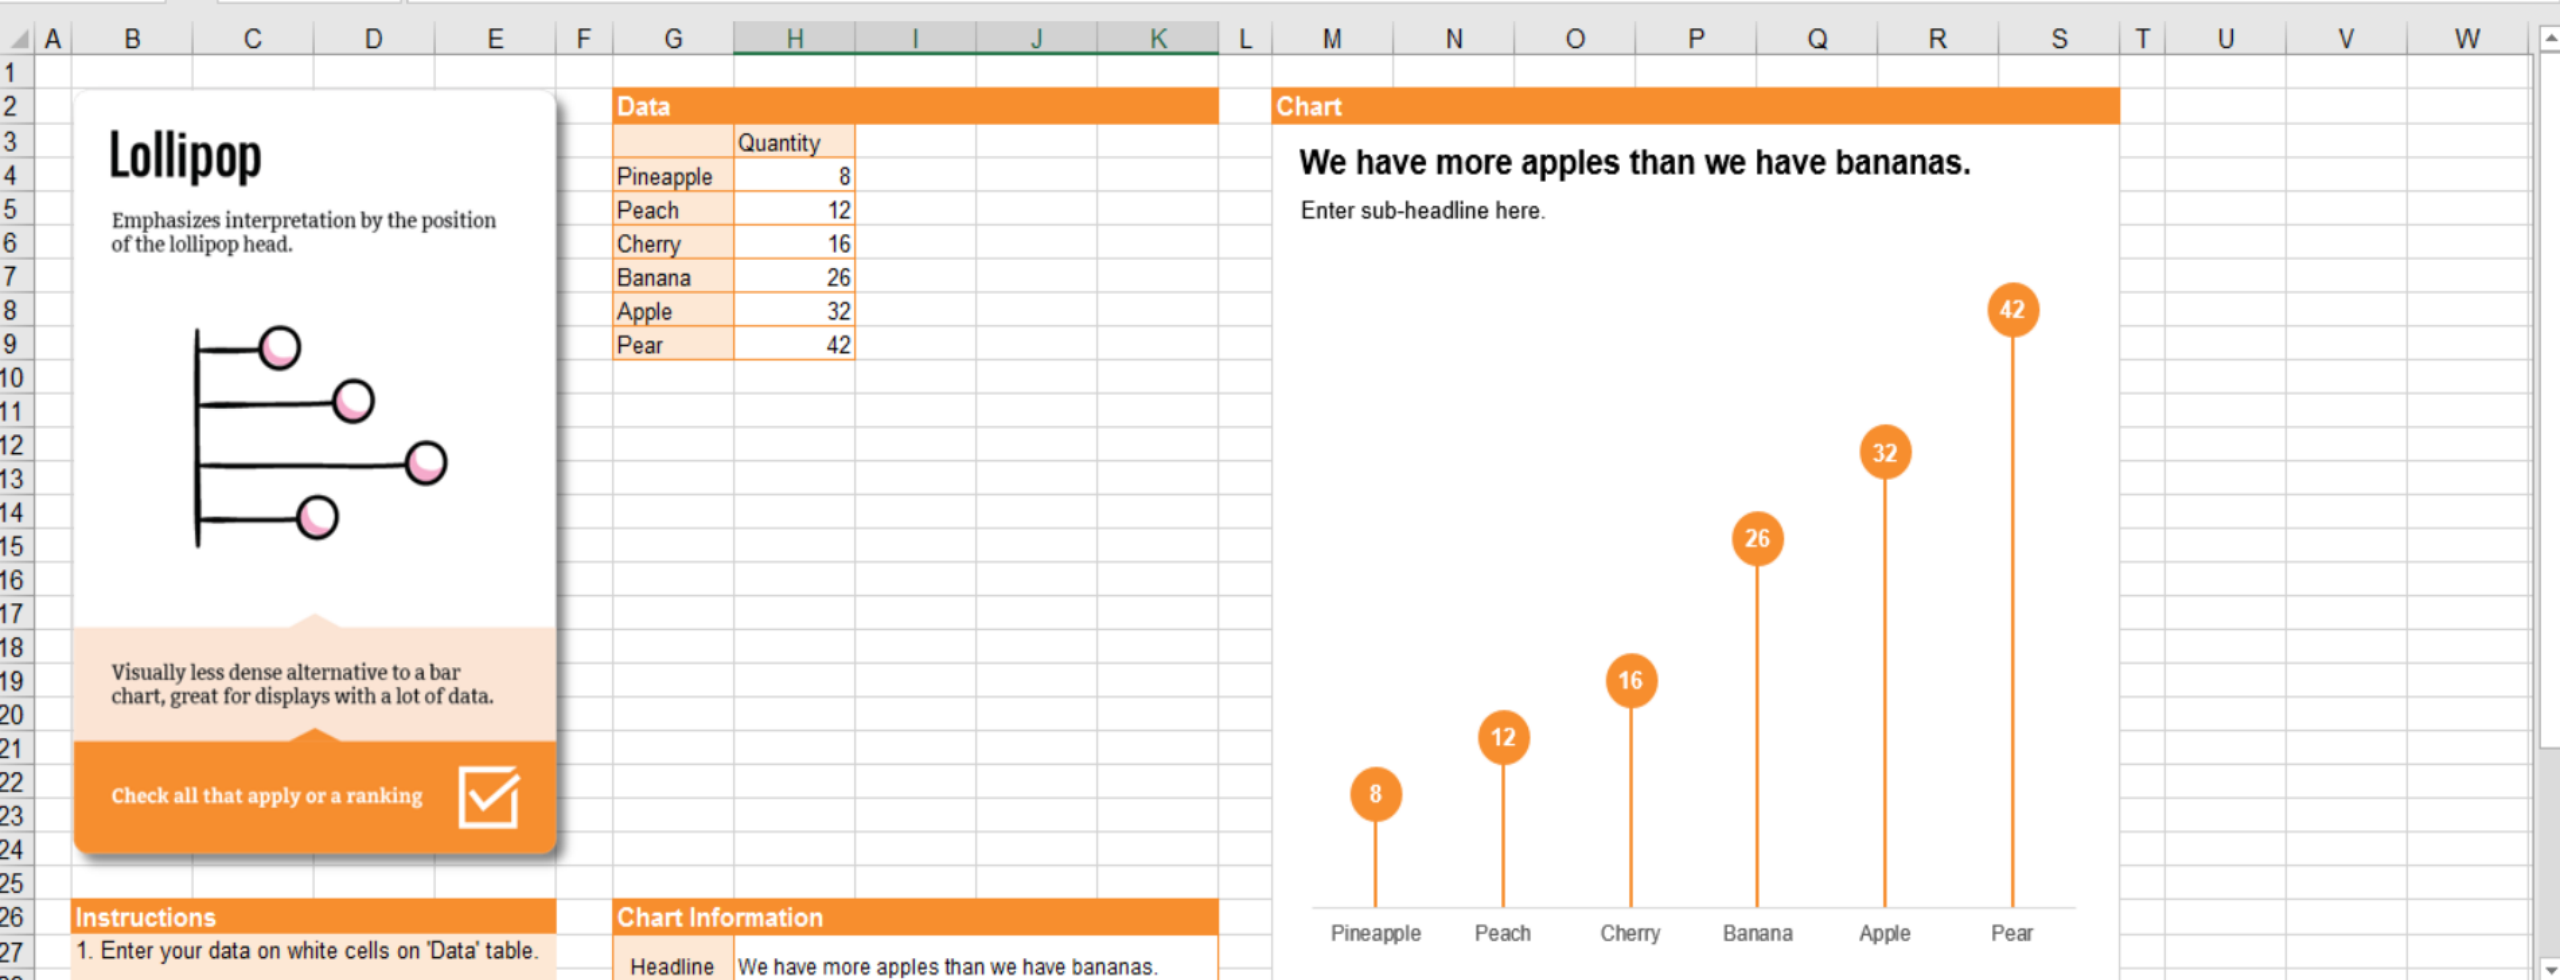 A B C D E F G H I J K L M N O P Q R S T U V W
1
2
3
4
5
6
7
8
9
10
11
12
13
14
15
16
17
18
19
20
21
22
23
24
25
26
27
Lollipop
Emphasizes interpretation by the position
of the lollipop head.
Visually less dense alternative to a bar
chart, great for displays with a lot of data.
Check all that apply or a ranking
Instructions
1. Enter your data on white cells on 'Data' table.
Data
Quantity
Pineapple 8
Peach 12
Cherry 16
Banana 26
Apple 32
Pear 42
Chart Information
Headline We have more apples than we have bananas.
Chart
We have more apples than we have bananas.
Enter sub-headline here.
8 12 16 26 32 42
Pineapple Peach Cherry Banana Apple Pear